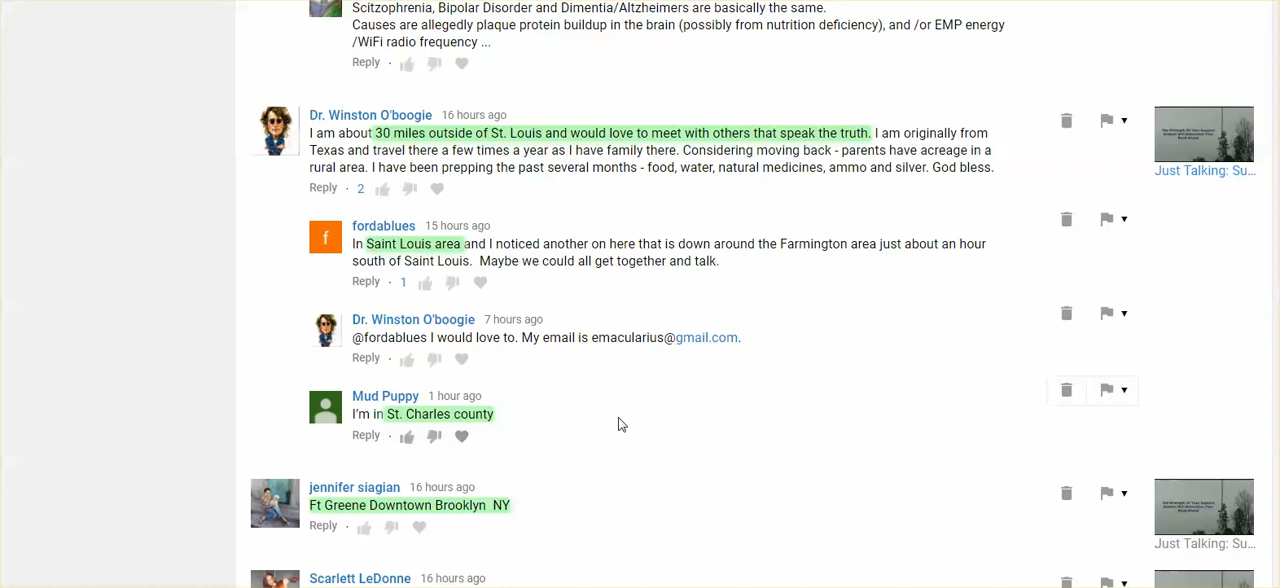 Scitzophrenia, Bipolar Disorder and Dimentia/Altzheimers are basically the same.
Causes are allegedly plaque protein buildup in the brain (possibly from nutrition deficiency), and /or EMP energy
/WiFi radio frequency ...
Reply ·
Dr. Winston O'boogie 16 hours ago
I am about 30 miles outside of St. Louis and would love to meet with others that speak the truth. I am originally from
Texas and travel there a few times a year as I have family there. Considering moving back - parents have acreage in a
rural area. I have been prepping the past several months - food, water, natural medicines, ammo and silver. God bless.
Just Talking: Su...
Reply · 2
fordablues 15 hours ago
f
In Saint Louis area and I noticed another on here that is down around the Farmington area just about an hour
south of Saint Louis.  Maybe we could all get together and talk.
Reply · 1
Dr. Winston O'boogie 7 hours ago
@fordablues I would love to. My email is emacularius@gmail.com.
Reply ·
Mud Puppy 1 hour ago
I'm in St. Charles county
Reply ·
jennifer siagian 16 hours ago
Ft Greene Downtown Brooklyn  NY
Reply ·
Just Talking: Su...
Scarlett LeDonne 16 hours ago